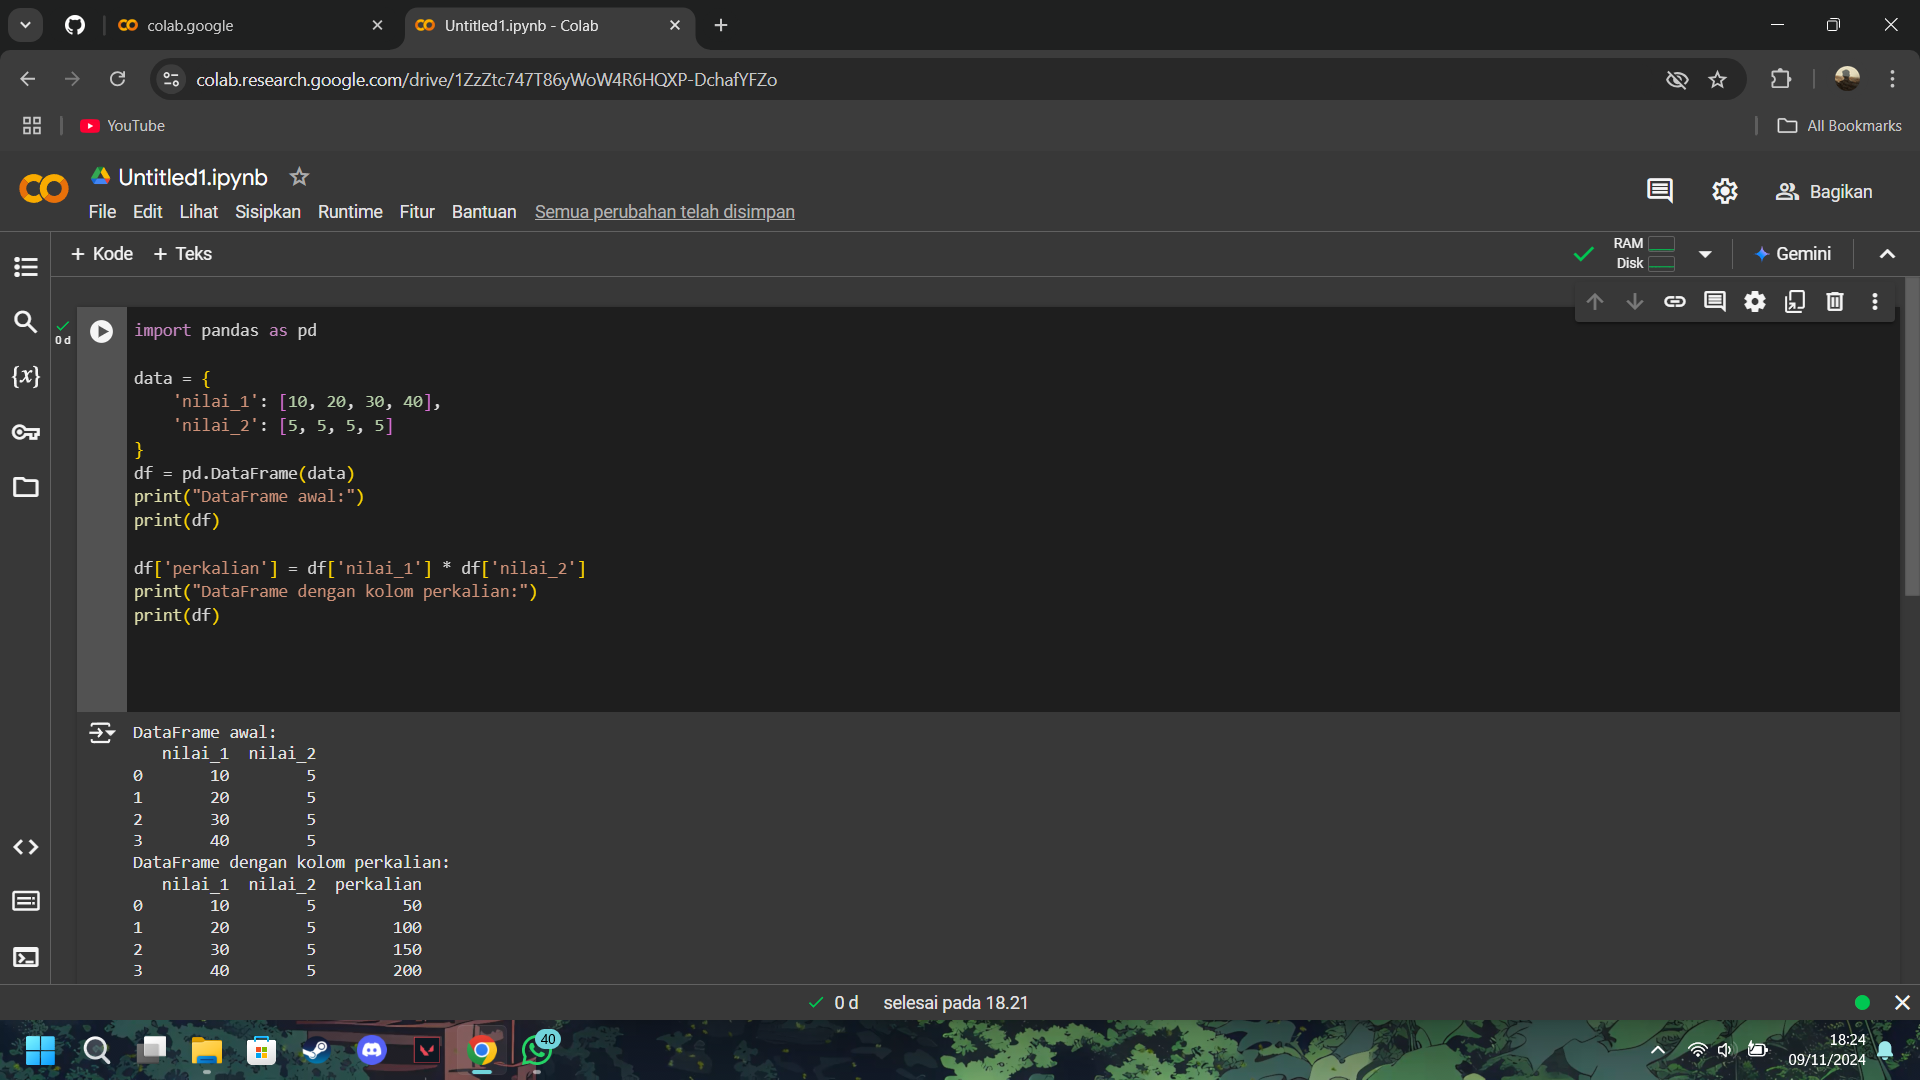 colab.google
Untitled1.ipynb - Colab
colab.research.google.com/drive/1ZzZtc747T86yWoW4R6HQXP-DchafYFZo
YouTube
All Bookmarks
Untitled1.ipynb
File Edit Lihat Sisipkan Runtime Fitur Bantuan Semua perubahan telah disimpan
Bagikan
+ Kode + Teks
RAM
Disk
Gemini
0 d
import pandas as pd
data = {
    'nilai_1': [10, 20, 30, 40],
    'nilai_2': [5, 5, 5, 5]
}
df = pd.DataFrame(data)
print("DataFrame awal:")
print(df)
df['perkalian'] = df['nilai_1'] * df['nilai_2']
print("DataFrame dengan kolom perkalian:")
print(df)
DataFrame awal:
   nilai_1  nilai_2
0       10        5
1       20        5
2       30        5
3       40        5
DataFrame dengan kolom perkalian:
   nilai_1  nilai_2  perkalian
0       10        5         50
1       20        5        100
2       30        5        150
3       40        5        200
0 d selesai pada 18.21
40
18:24
09/11/2024